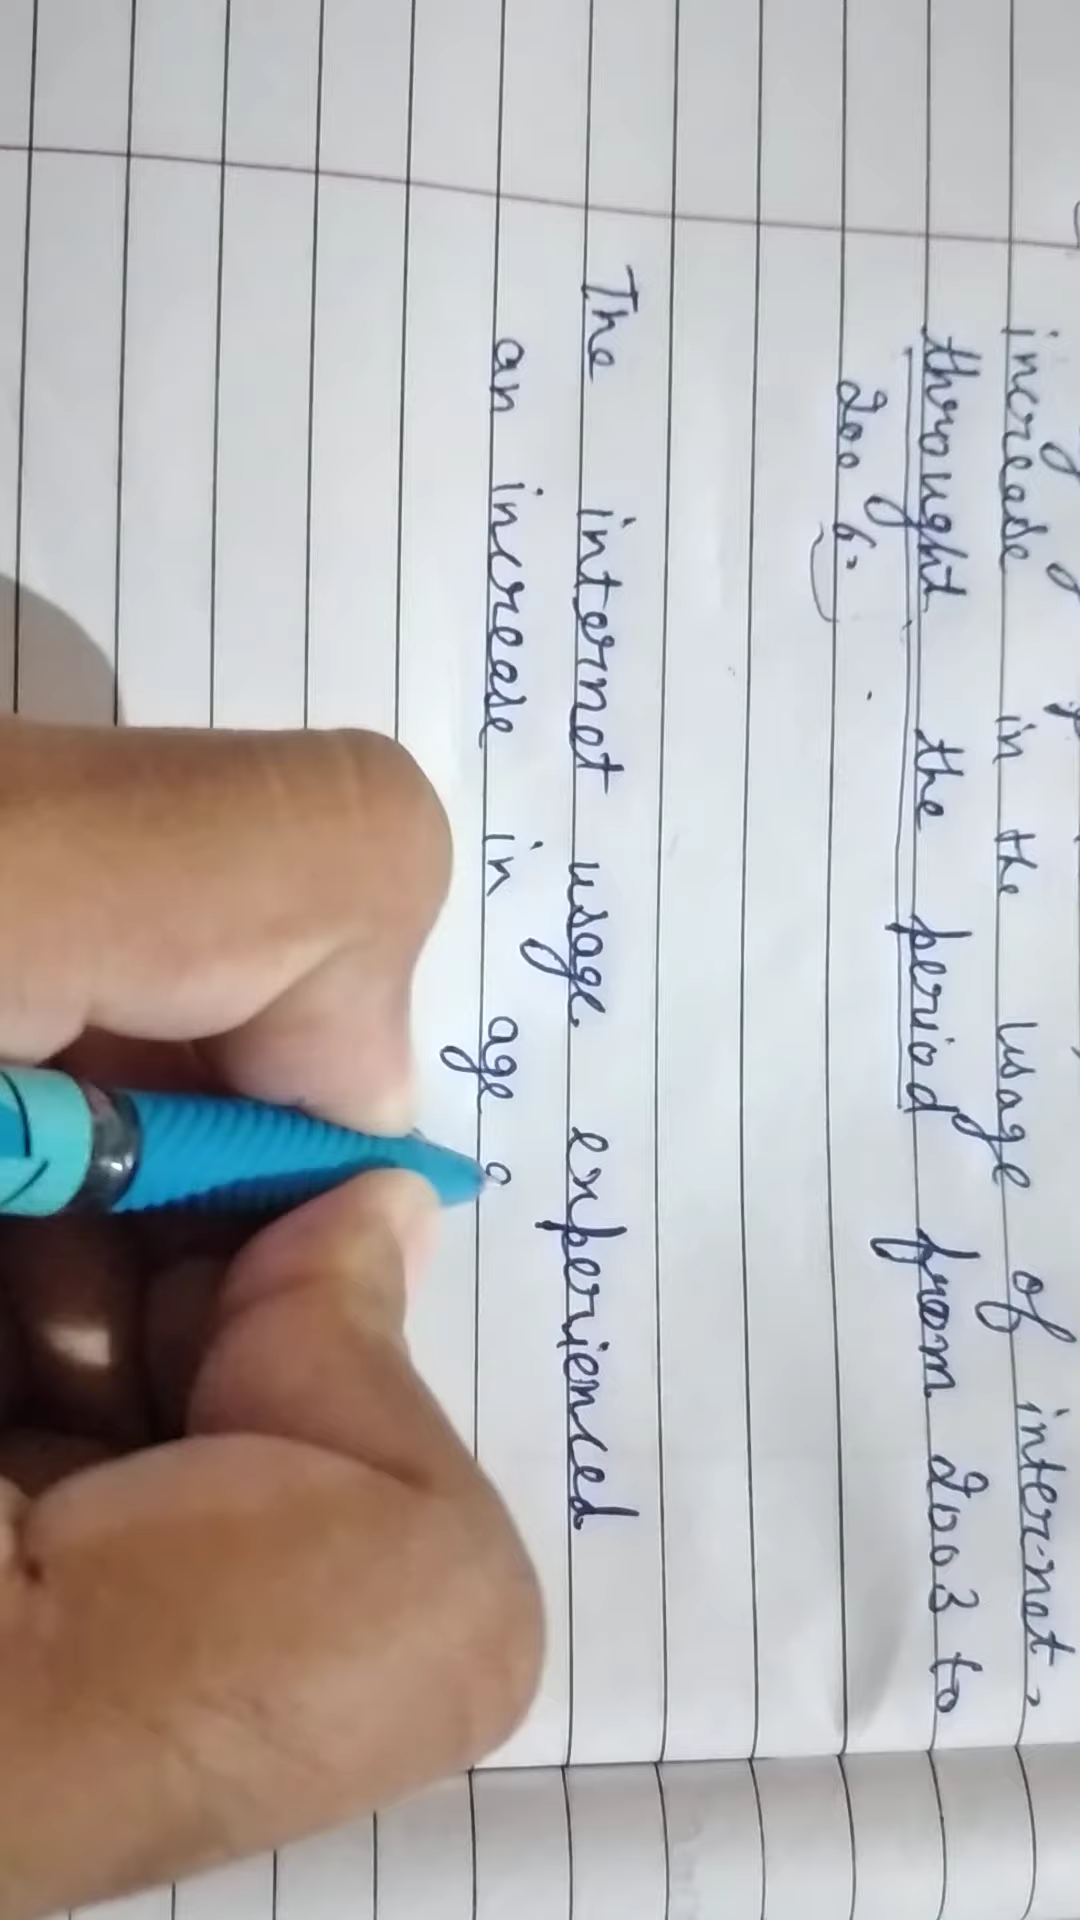 increase in the usage of internet,
throught the period from 2003 to
2006.
The internet usage experienced
an increase in age